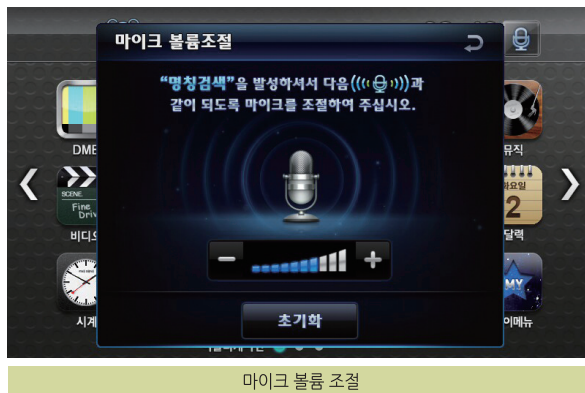 마이크 볼륨조절
“명칭검색”을 발성하셔서 다음(((())))과
같이 되도록 마이크를 조절하여 주십시오.
DMB
뮤직
SCENE
Fine
Driv
비디오
화요일
2
달력
시계
MY
이메뉴
- +
초기화
마이크 볼륨 조절